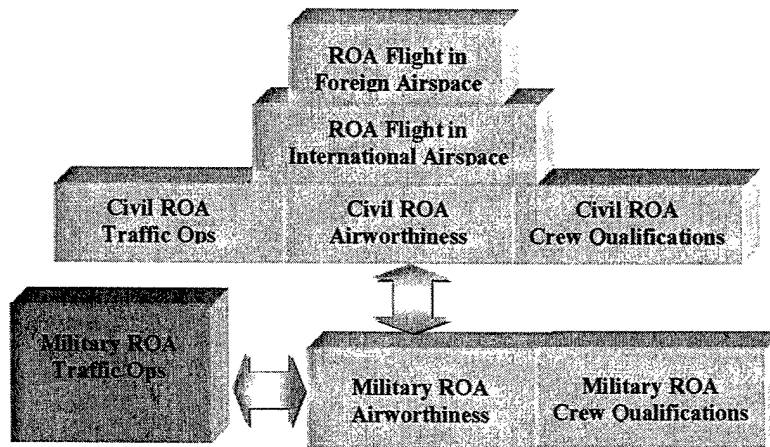 ROA Flight in
Foreign Airspace
ROA Flight in
International Airspace
Civil ROA
Traffic Ops
Civil ROA
Airworthiness
Civil ROA
Crew Qualifications
Military ROA
Traffic Ops
Military ROA
Airworthiness
Military ROA
Crew Qualifications